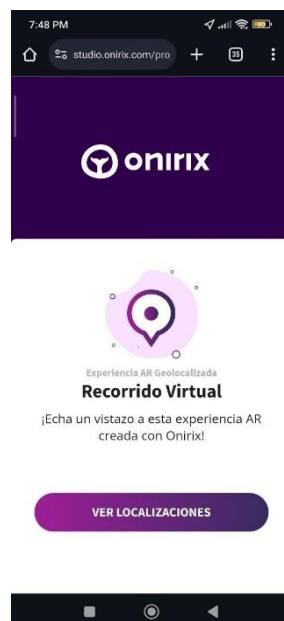 7:48 PM
studio.onirix.com/pro
35
onirix
Experiencia AR Geolocalizada
Recorrido Virtual
¡Echa un vistazo a esta experiencia AR
creada con Onirix!
VER LOCALIZACIONES